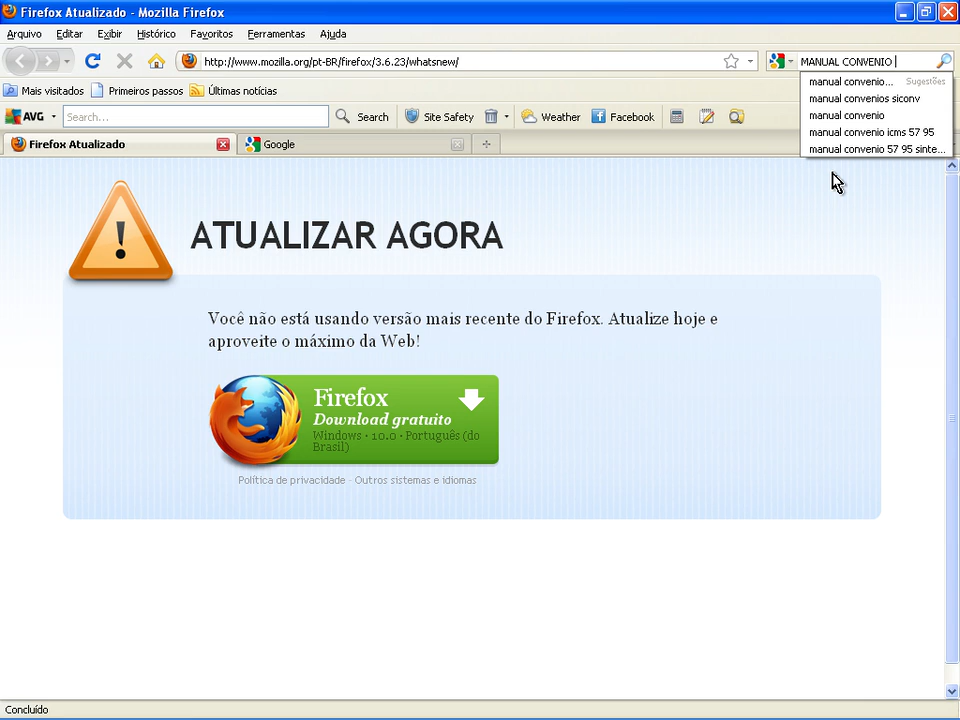 Firefox Atualizado - Mozilla Firefox
Arquivo Editar Exibir Histórico Favoritos Ferramentas Ajuda
http://www.mozilla.org/pt-BR/firefox/3.6.23/whatsnew/ MANUAL CONVENIO
Mais visitados Primeiros passos Últimas notícias
AVG Search... Search Site Safety Weather Facebook
Firefox Atualizado Google
manual convenio... Sugestões
manual convenios siconv
manual convenio
manual convenio icms 57 95
manual convenio 57 95 sinte...
ATUALIZAR AGORA
Você não está usando versão mais recente do Firefox. Atualize hoje e
aproveite o máximo da Web!
Firefox
Download gratuito
Windows · 10.0 · Português (do
Brasil)
Política de privacidade · Outros sistemas e idiomas
Concluído